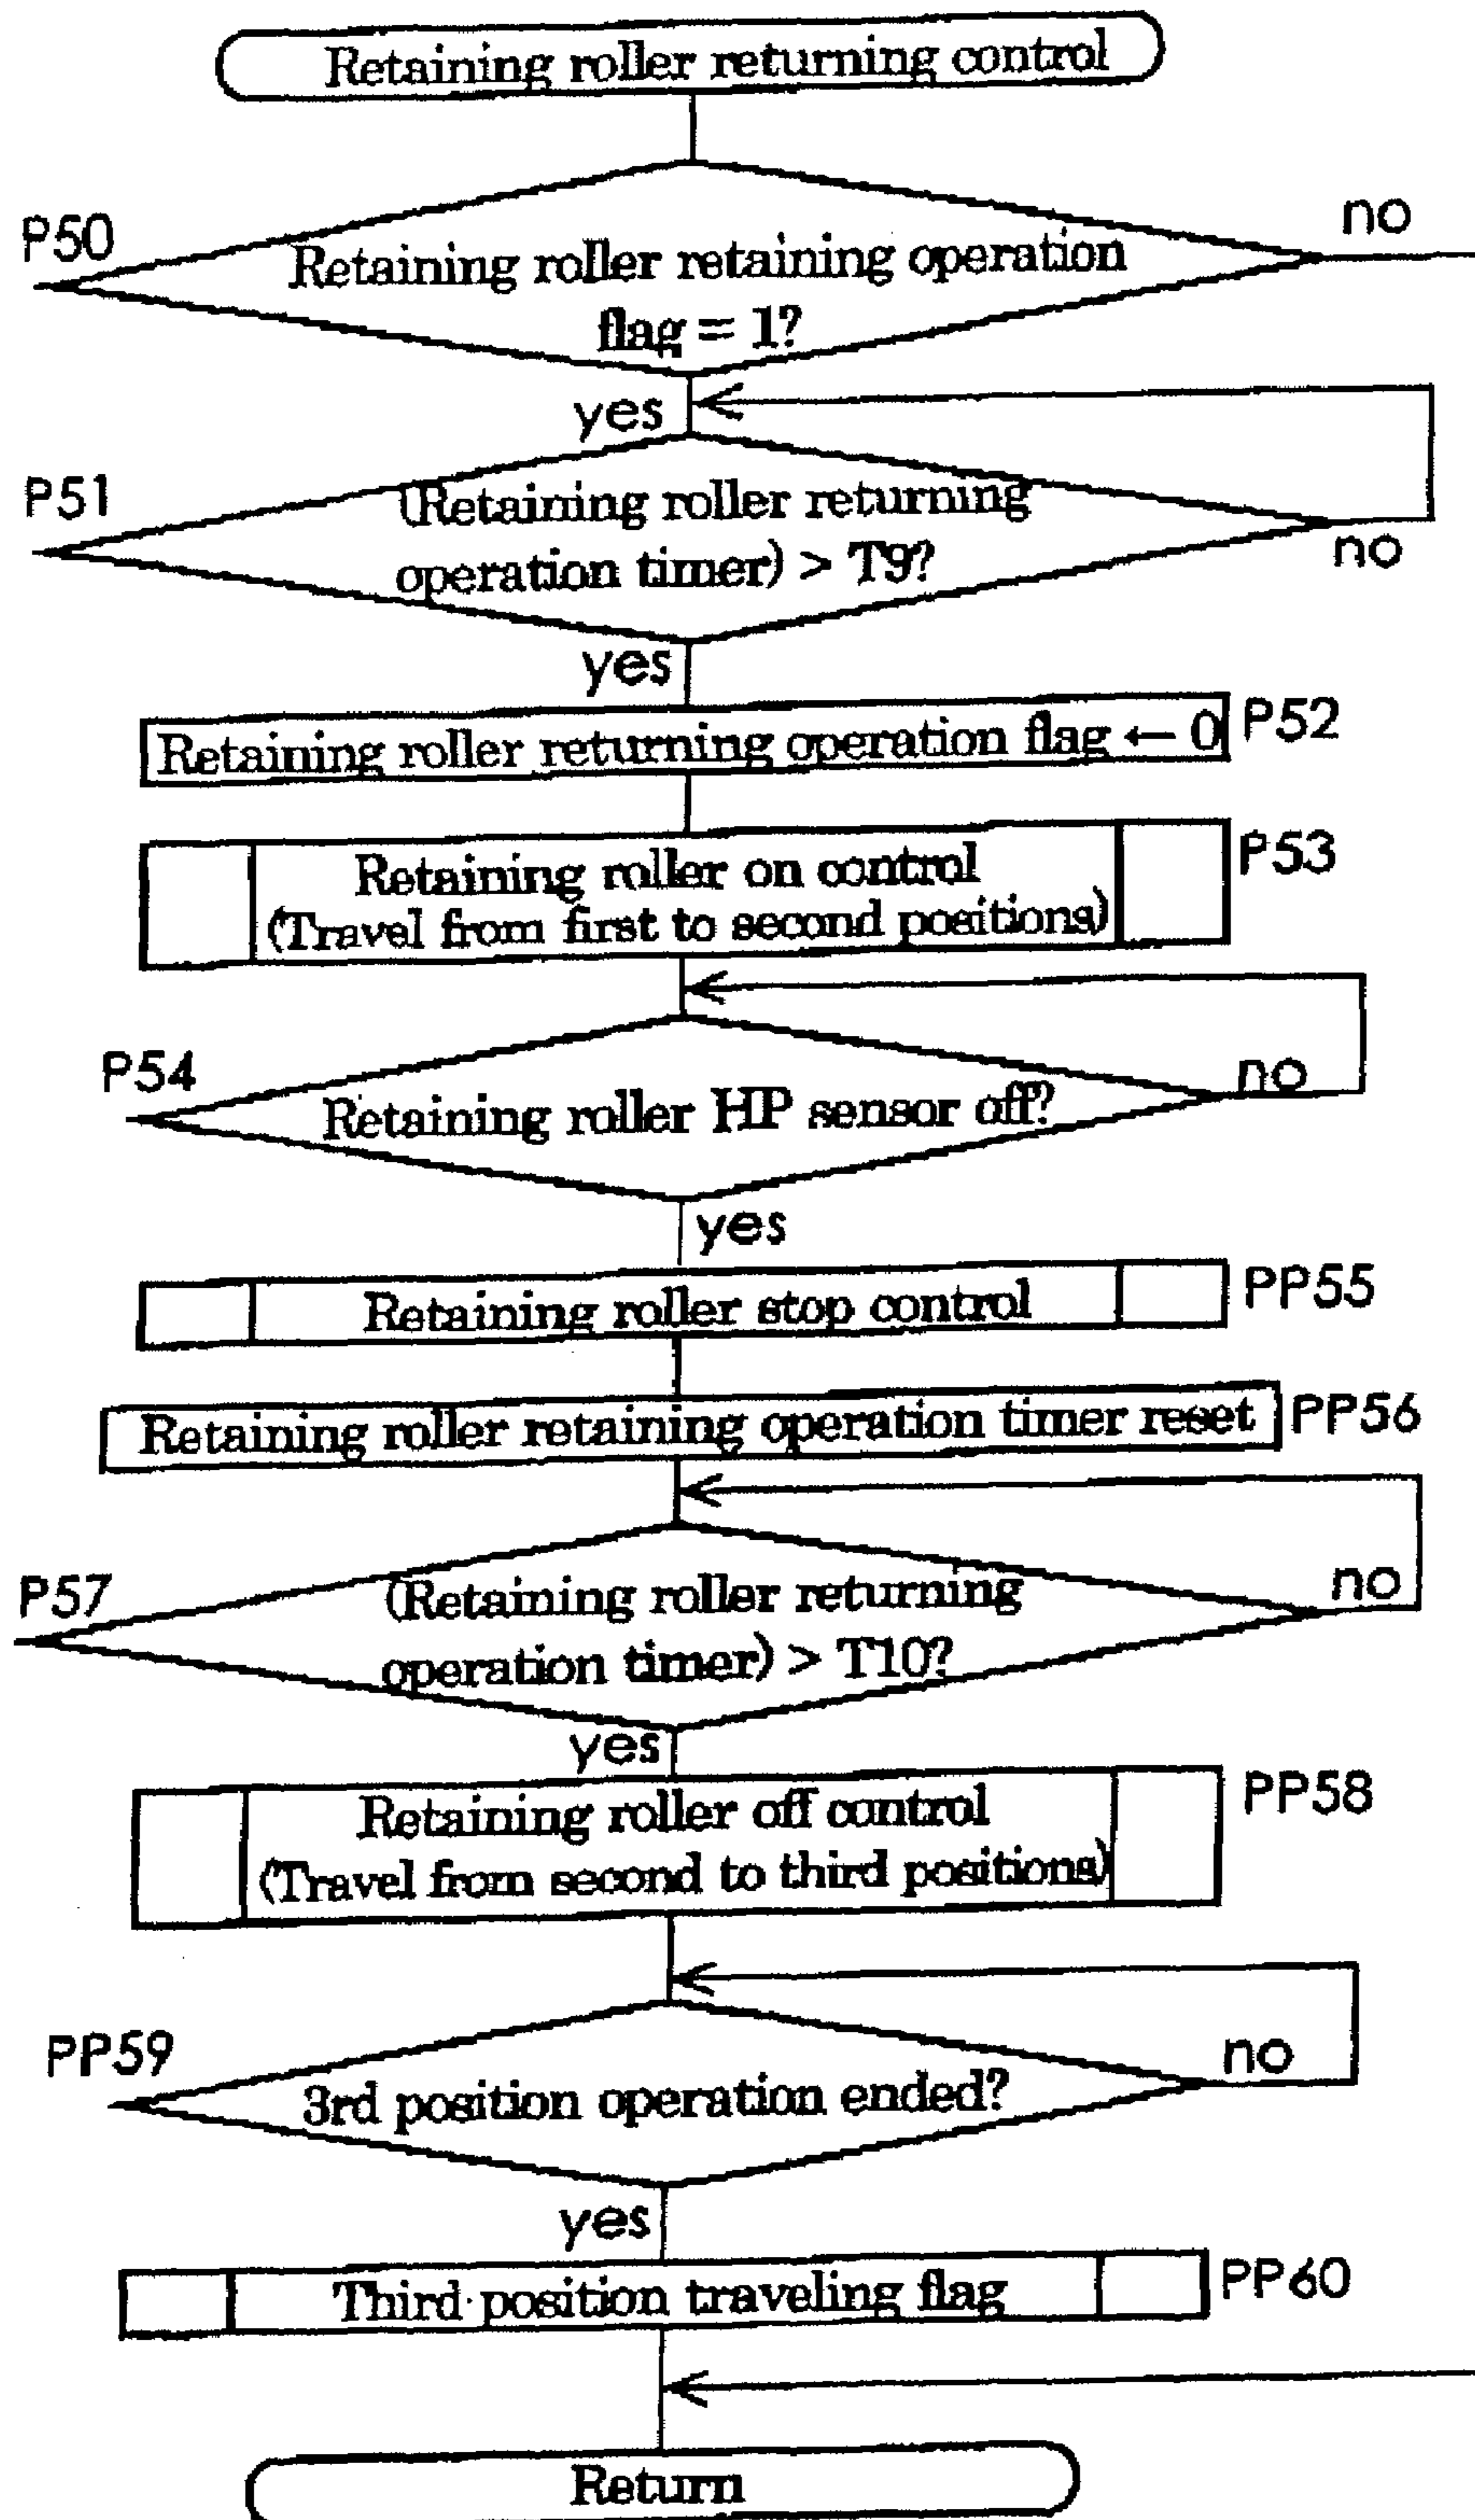 Retaining roller returning control
P50
no
Retaining roller retaining operation
flag = 1?
yes
P51
(Retaining roller returning
operation timer) > T9?
no
yes
Retaining roller returning operation flag ← 0
P52
Retaining roller on control
(Travel from first to second positions)
P53
P54
Retaining roller HP sensor off?
no
yes
Retaining roller stop control
PP55
Retaining roller retaining operation timer reset
PP56
P57
(Retaining roller returning
operation timer) > T10?
no
yes
Retaining roller off control
(Travel from second to third positions)
PP58
PP59
3rd position operation ended?
no
yes
Third position traveling flag
PP60
Return